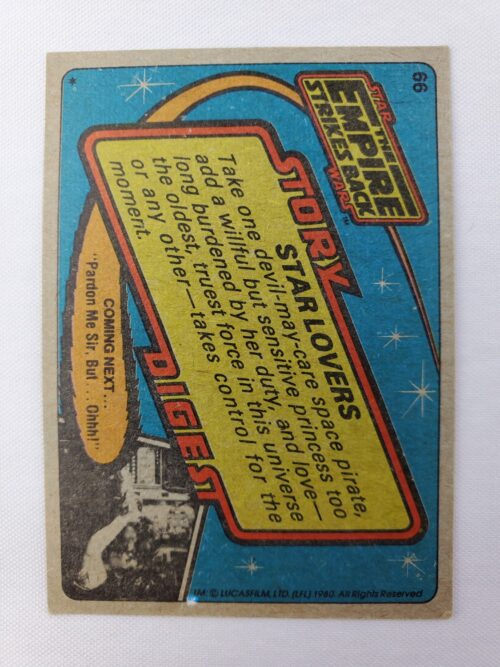 66
STAR
THE
EMPIRE
STRIKES BACK
WARS™
STORY
STAR LOVERS
Take one devil-may-care space pirate,
add a willful but sensitive princess too
long burdened by her duty, and love—
the oldest, truest force in this universe
or any other—takes control for the
moment.
DIGEST
COMING NEXT...
"Pardon Me Sir, But . . . Ohhh!"
*
TM: © LUCASFILM, LTD. (LFL) 1980. All Rights Reserved